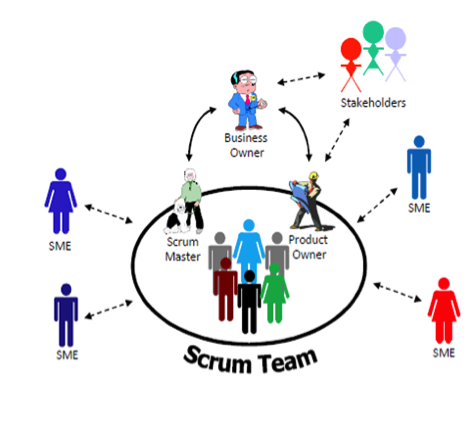 Stakeholders
Business
Owner
SME
SME
Scrum
Master
Product
Owner
SME
SME
Scrum Team